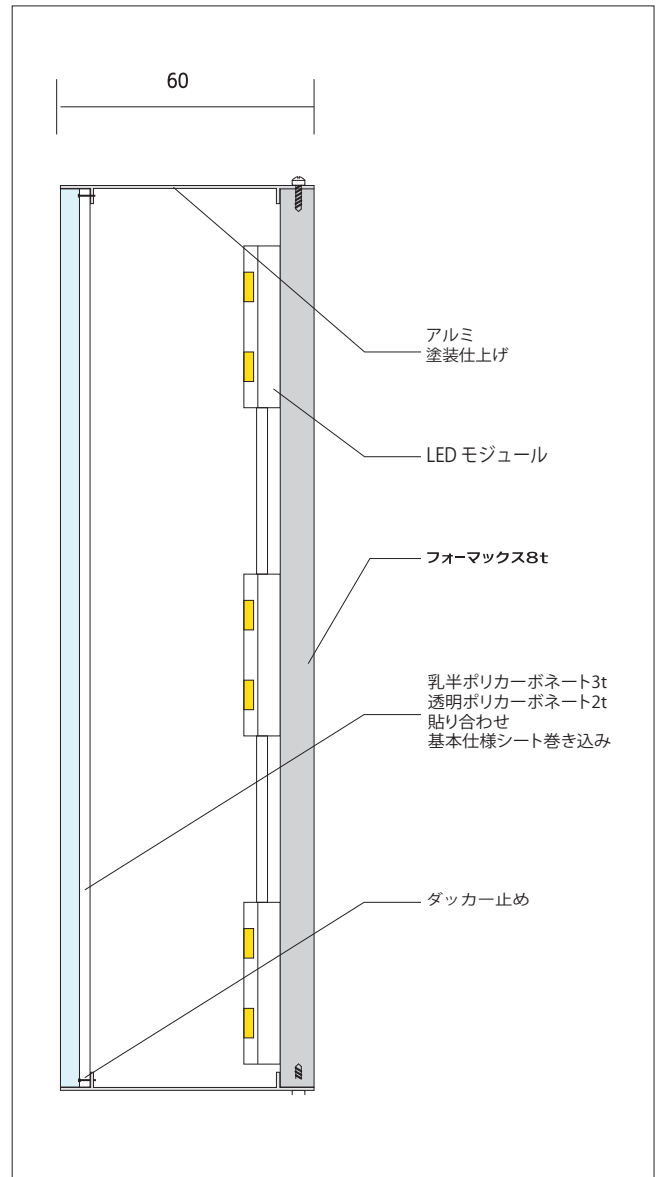 60
アルミ
塗装仕上げ
LED モジュール
フォーマックス8t
乳半ポリカーボネート3t
透明ポリカーボネート2t
貼り合わせ
基本仕様シート巻き込み
ダッカー止め